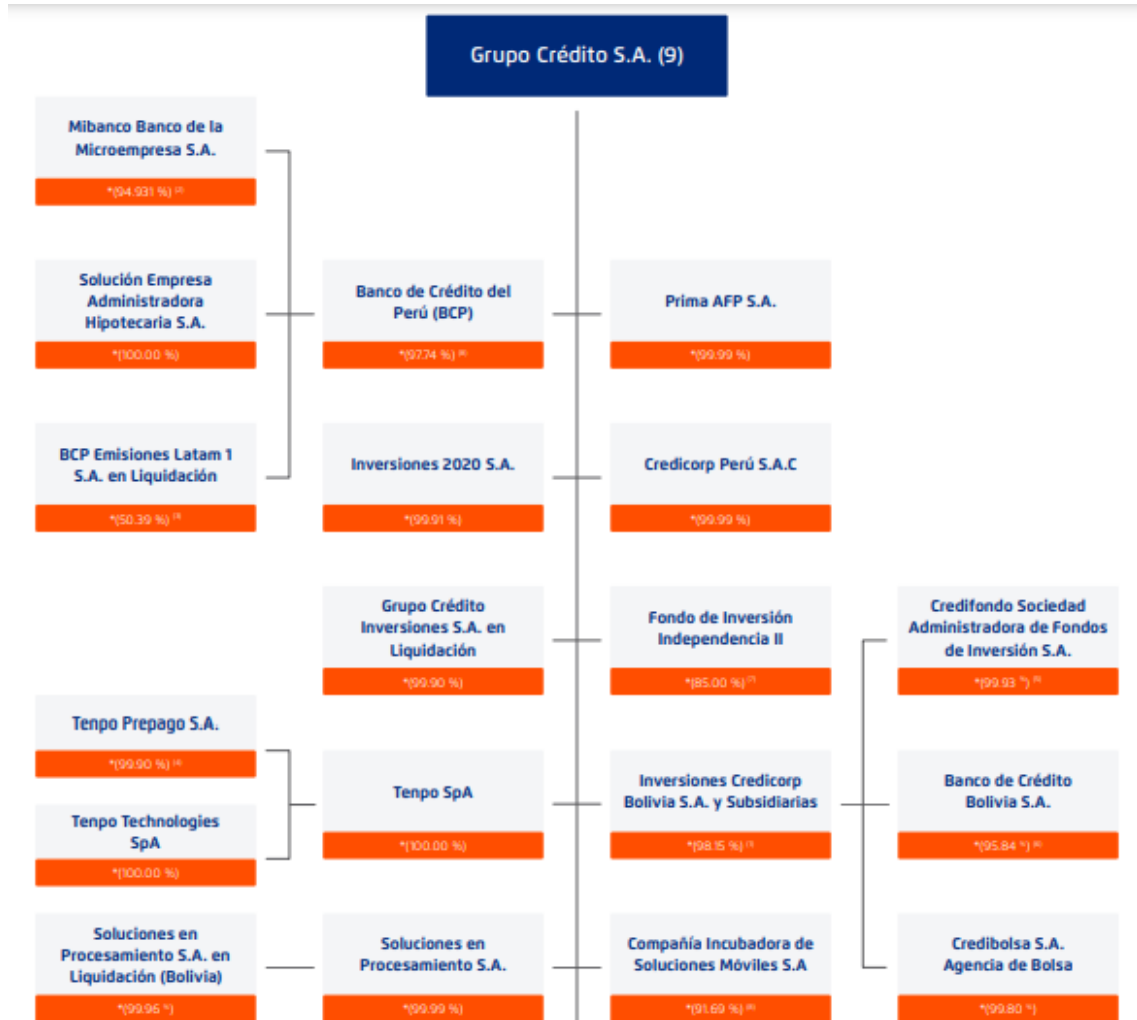 Grupo Crédito S.A. (9)
Mibanco Banco de la
Microempresa S.A.
*(94.931 %) (2)
Solución Empresa
Administradora
Hipotecaria S.A.
*(100.00 %)
Banco de Crédito del
Perú (BCP)
*(97.74 %)
Prima AFP S.A.
*(99.99 %)
BCP Emisiones Latam 1
S.A. en Liquidación
*(50.39 %)
Inversiones 2020 S.A.
*(99.91 %)
Credicorp Perú S.A.C
*(99.99 %)
Grupo Crédito
Inversiones S.A. en
Liquidación
*(99.90 %)
Fondo de Inversión
Independencia II
*(85.00 %) (7)
Credifondo Sociedad
Administradora de Fondos
de Inversión S.A.
*(99.93
Tenpo Prepago S.A.
*(99.90 %) (4)
Tenpo Technologies
SpA
*(100.00 %)
Tenpo SpA
*(100.00 %)
Inversiones Credicorp
Bolivia S.A. y Subsidiarias
*(98.15 %) (1)
Banco de Crédito
Bolivia S.A.
*(95.84
Soluciones en
Procesamiento S.A. en
Liquidación (Bolivia)
*(99.96
Soluciones en
Procesamiento S.A.
*(99.99 %)
Compañía Incubadora de
Soluciones Móviles S.A
*(91.69 %)
Credibolsa S.A.
Agencia de Bolsa
*(99.80